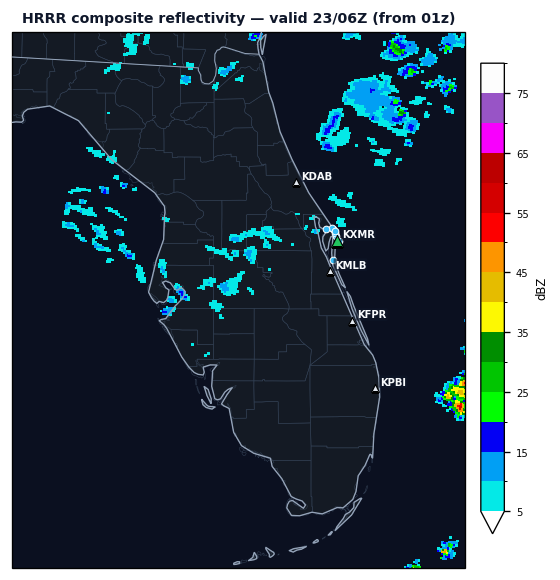 HRRR composite reflectivity — valid 23/06Z (from 01z)
KDAB
KXMR
KMLB
KFPR
KPBI
75
65
55
45
35
25
15
5
dBZ